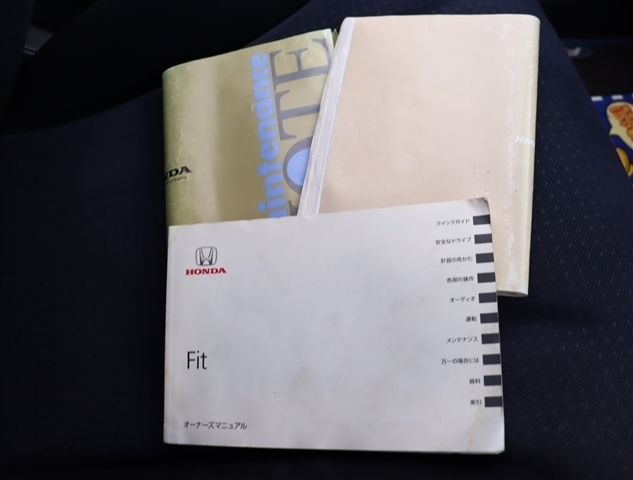 maintenance
NOTE
HONDA
クイックガイド
安全なドライブ
計器の見かた
各部の操作
オーディオ
運転
メンテナンス
万一の場合には
資料
索引
Fit
オーナーズマニュアル